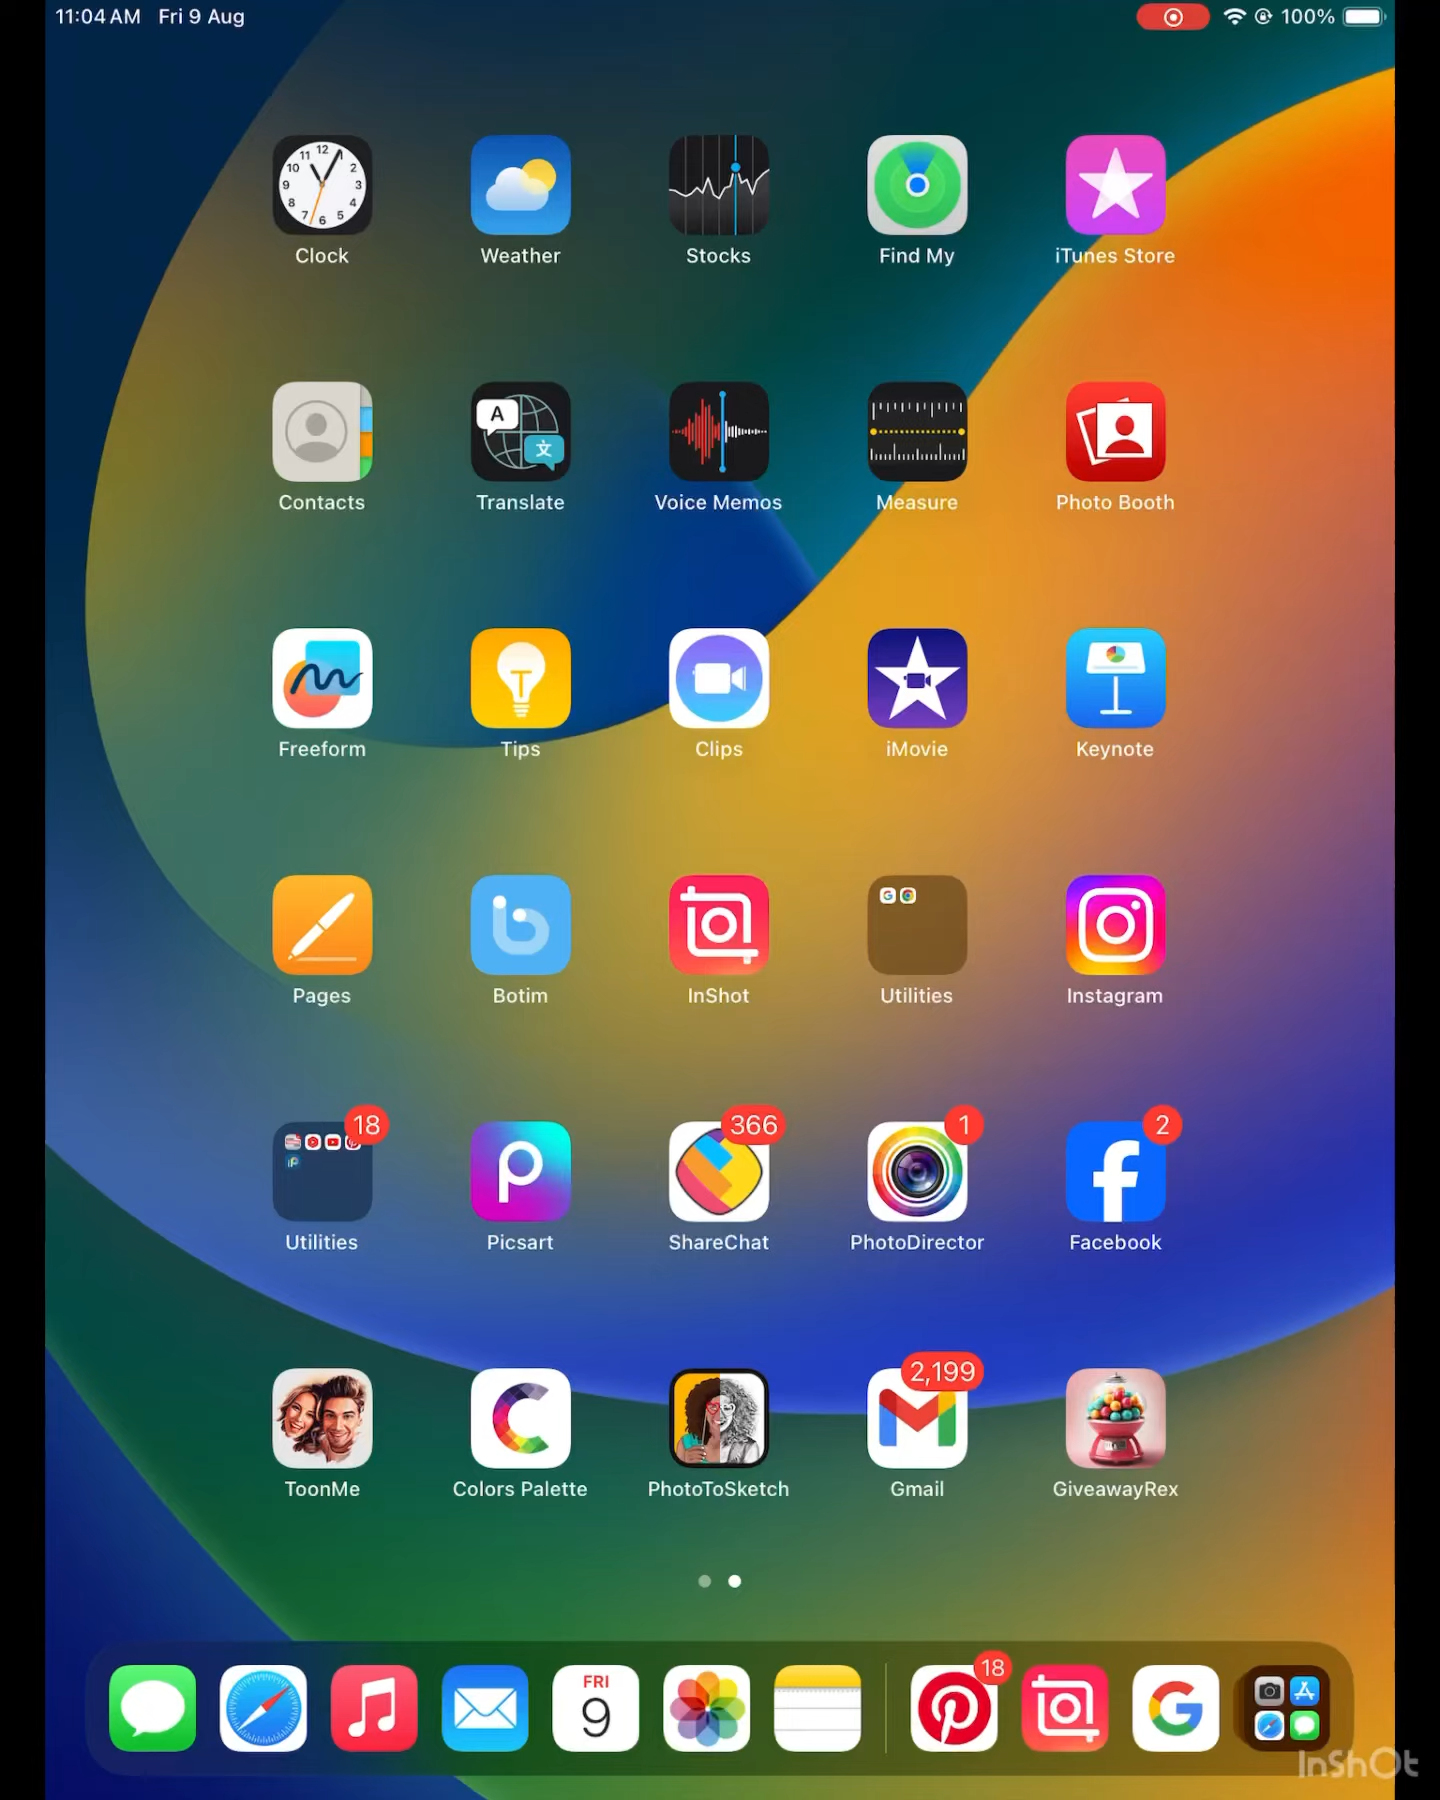 11:04 AM Fri 9 Aug 100%
Clock Weather Stocks Find My iTunes Store
Contacts Translate Voice Memos Measure Photo Booth
Freeform Tips Clips iMovie Keynote
Pages Botim InShot Utilities Instagram
18 366 1 2
Utilities Picsart ShareChat PhotoDirector Facebook
2,199
ToonMe Colors Palette PhotoToSketch Gmail GiveawayRex
18
FRI
9
InShOt